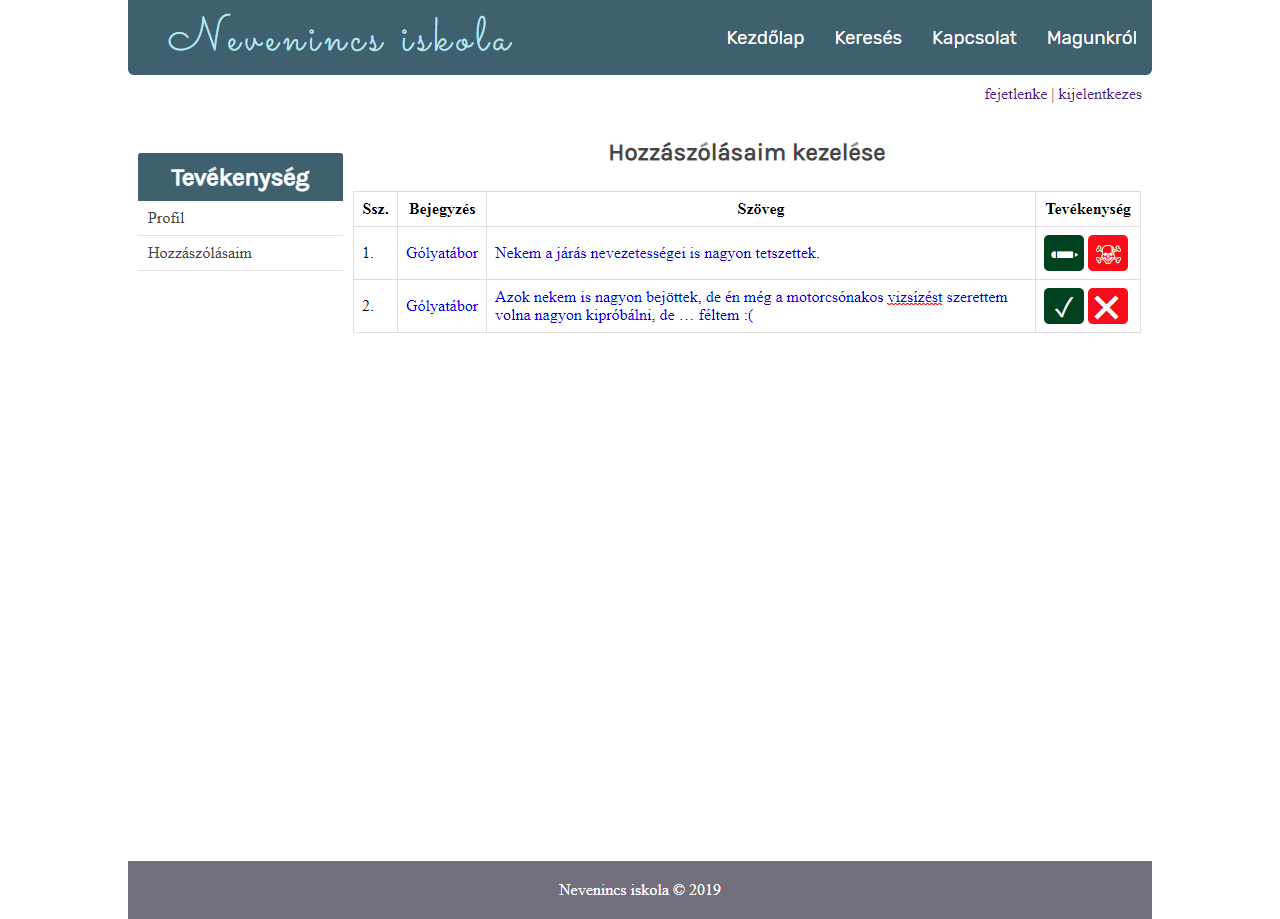 Nevenincs iskola
Kezdőlap Keresés Kapcsolat Magunkról
fejetlenke | kijelentkezes
Tevékenység
Profil
Hozzászólásaim
Hozzászólásaim kezelése
Ssz. Bejegyzés Szöveg Tevékenység
1. Gólyatábor Nekem a járás nevezetességei is nagyon tetszettek.
2. Gólyatábor Azok nekem is nagyon bejöttek, de én még a motorcsónakos vizsízést szerettem
volna nagyon kipróbálni, de … féltem :(
Nevenincs iskola © 2019